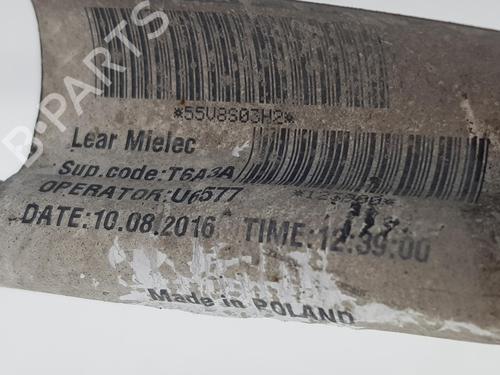 B-PARTS
*55V8S03H2*
Lear Mielec
Sup.code:T6A3A
OPERATOR:U6577
DATE:10.08.2016 TIME:12:39:00
Made in POLAND